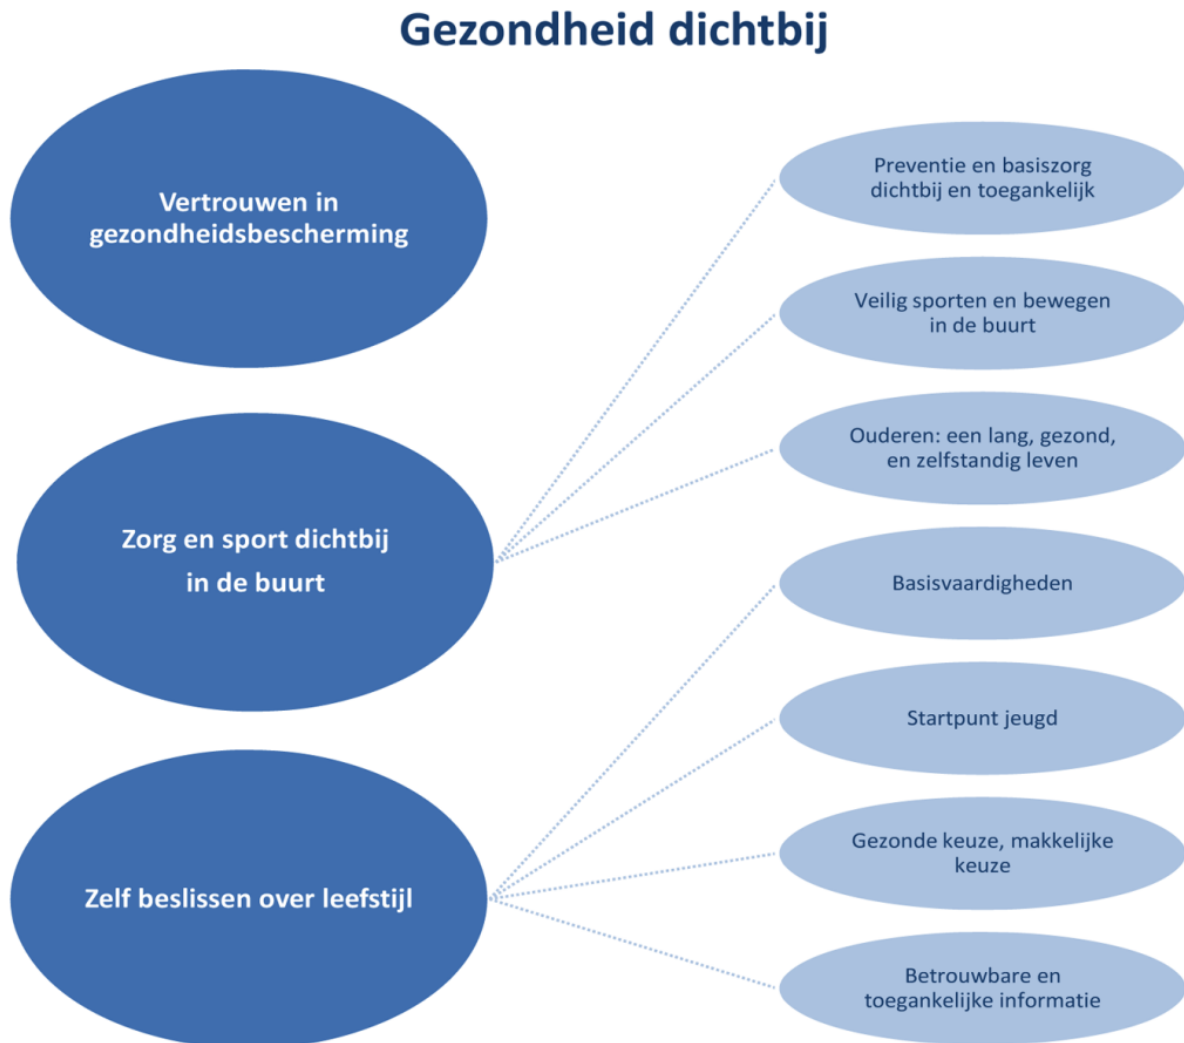 Gezondheid dichtbij
Vertrouwen in
gezondheidsbescherming
Zorg en sport dichtbij
in de buurt
Zelf beslissen over leefstijl
Preventie en basiszorg
dichtbij en toegankelijk
Veilig sporten en bewegen
in de buurt
Ouderen: een lang, gezond,
en zelfstandig leven
Basisvaardigheden
Startpunt jeugd
Gezonde keuze, makkelijke
keuze
Betrouwbare en
toegankelijke informatie